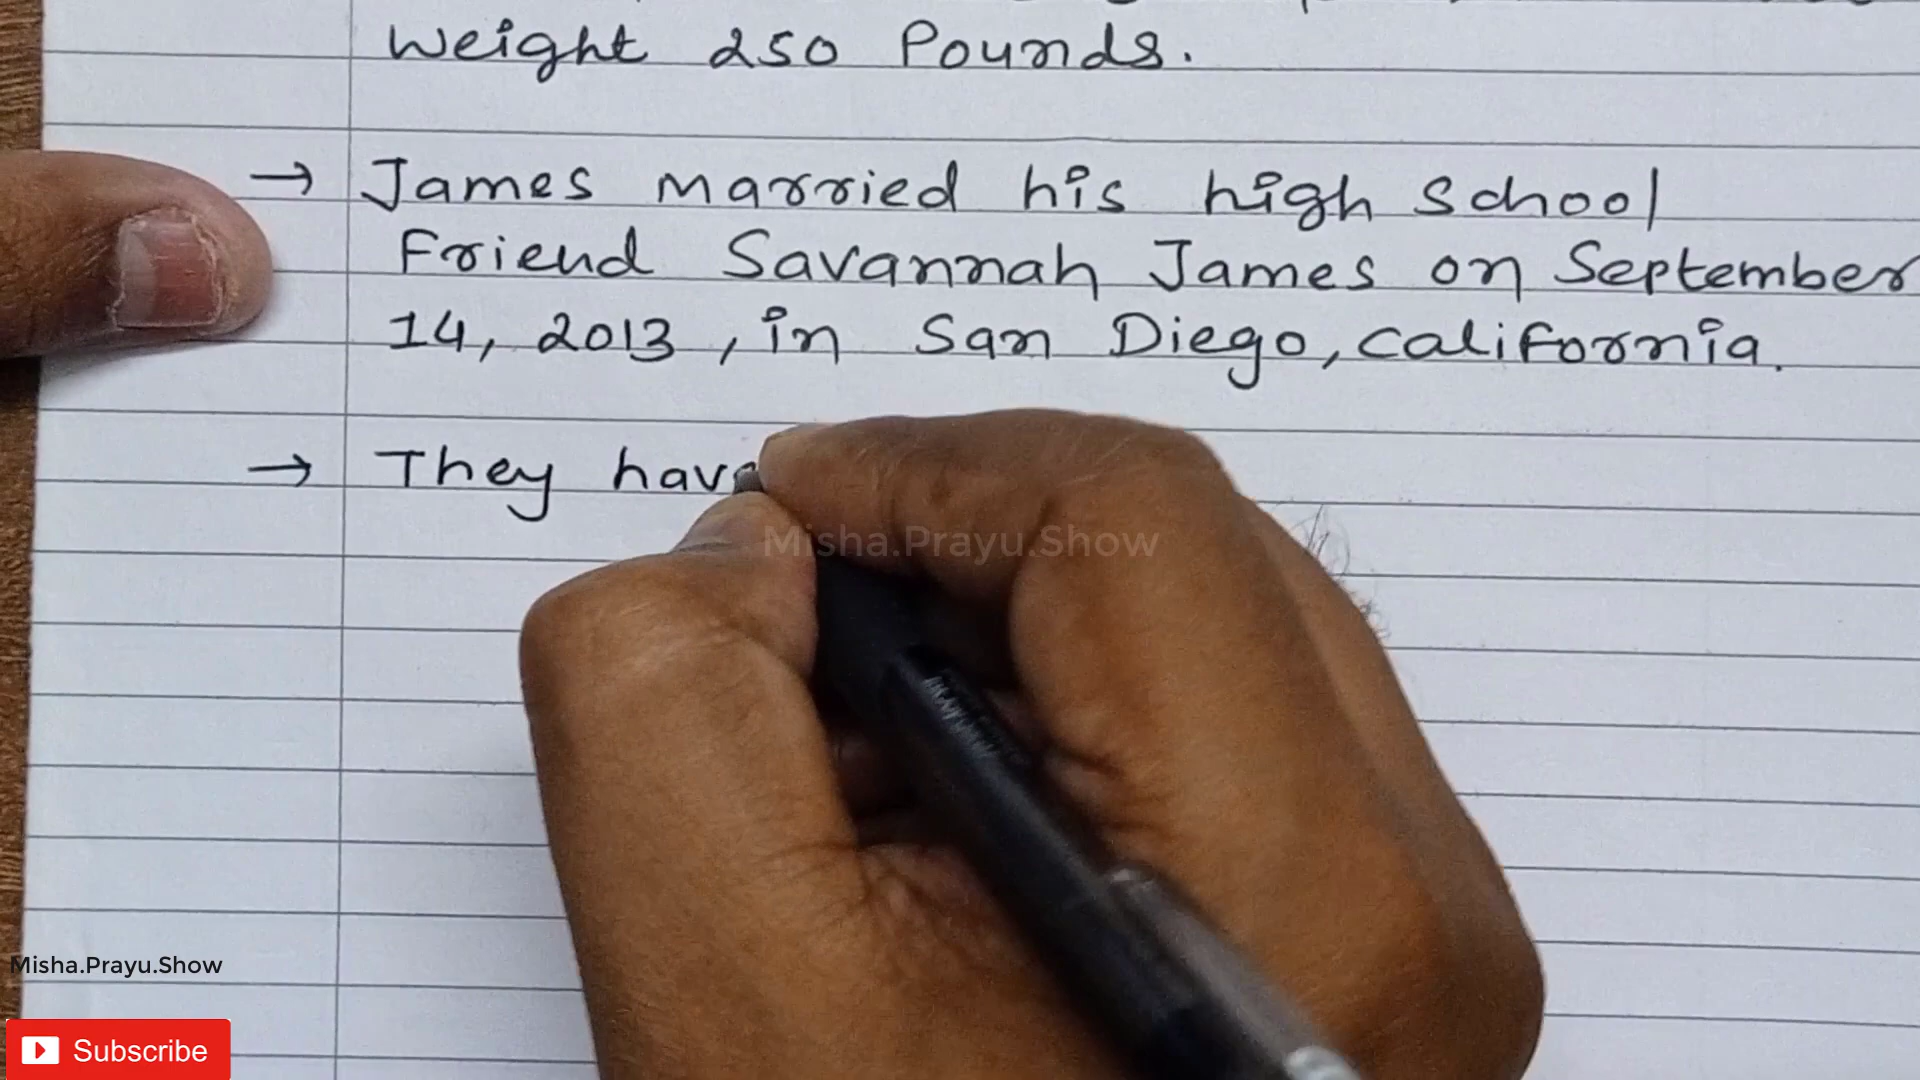 Weight 250 Pounds.
→ James married his high school
Friend Savannah James on September
14, 2013, in San Diego, california.
→ They have
Misha.Prayu.Show
Misha.Prayu.Show
Subscribe